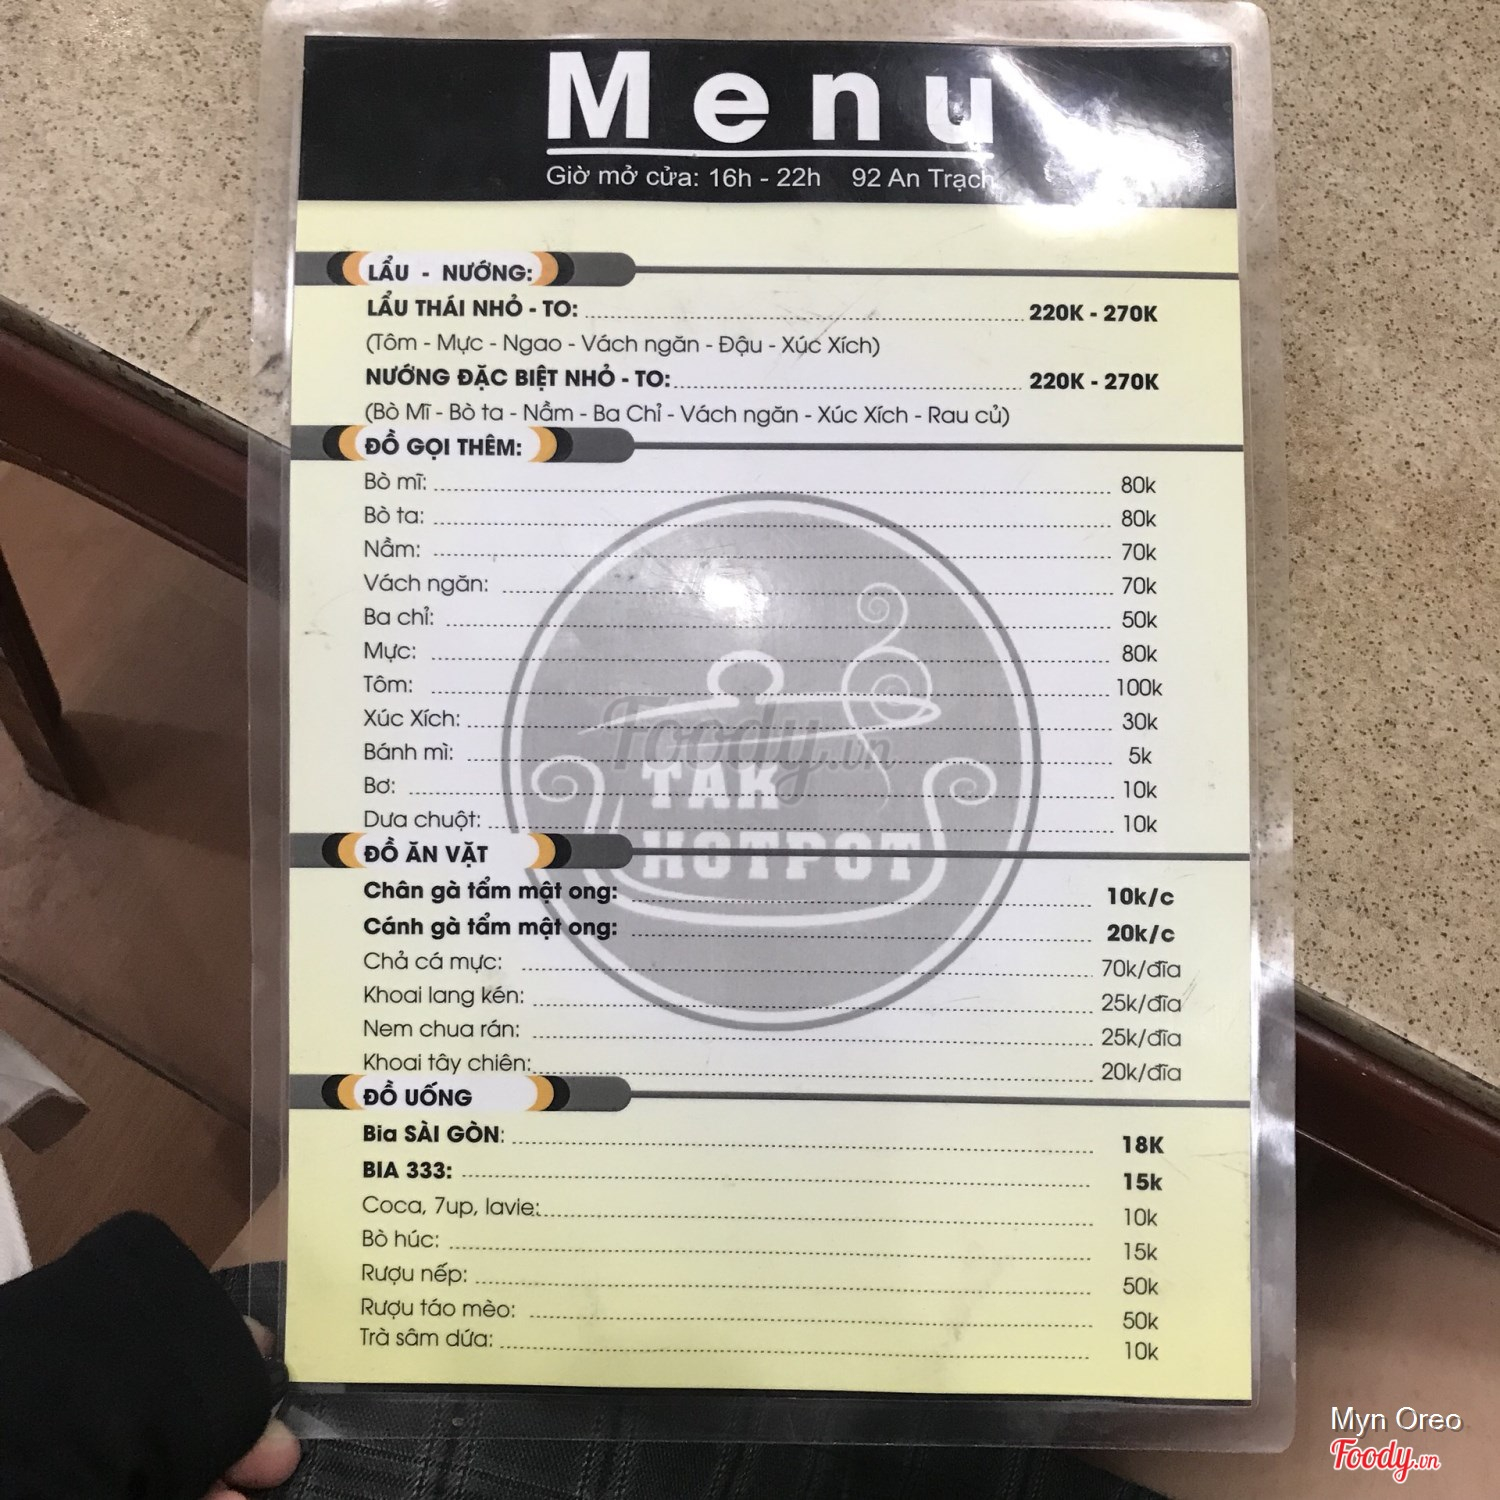 Menu
Giờ mở cửa: 16h - 22h 92 An Trạch
LẨU - NƯỚNG:
LẨU THÁI NHỎ - TO: 220K - 270K
(Tôm - Mực - Ngao - Vách ngăn - Đậu - Xúc Xích)
NƯỚNG ĐẶC BIỆT NHỎ - TO: 220K - 270K
(Bò Mĩ - Bò ta - Nầm - Ba Chỉ - Vách ngăn - Xúc Xích - Rau củ)
ĐỒ GỌI THÊM:
Bò mĩ: 80k
Bò ta: 80k
Nầm: 70k
Vách ngăn: 70k
Ba chỉ: 50k
Mực: 80k
Tôm: 100k
Xúc Xích: 30k
Bánh mì: 5k
Bơ: 10k
Dưa chuột: 10k
Foody.vn
TAK
HOTPOT
ĐỒ ĂN VẶT
Chân gà tẩm mật ong: 10k/c
Cánh gà tẩm mật ong: 20k/c
Chả cá mực: 70k/đĩa
Khoai lang kén: 25k/đĩa
Nem chua rán: 25k/đĩa
Khoai tây chiên: 20k/đĩa
ĐỒ UỐNG
Bia SÀI GÒN: 18K
BIA 333: 15k
Coca, 7up, lavie: 10k
Bò húc: 15k
Rượu nếp: 50k
Rượu táo mèo: 50k
Trà sâm dứa: 10k
Myn Oreo
Foody.vn